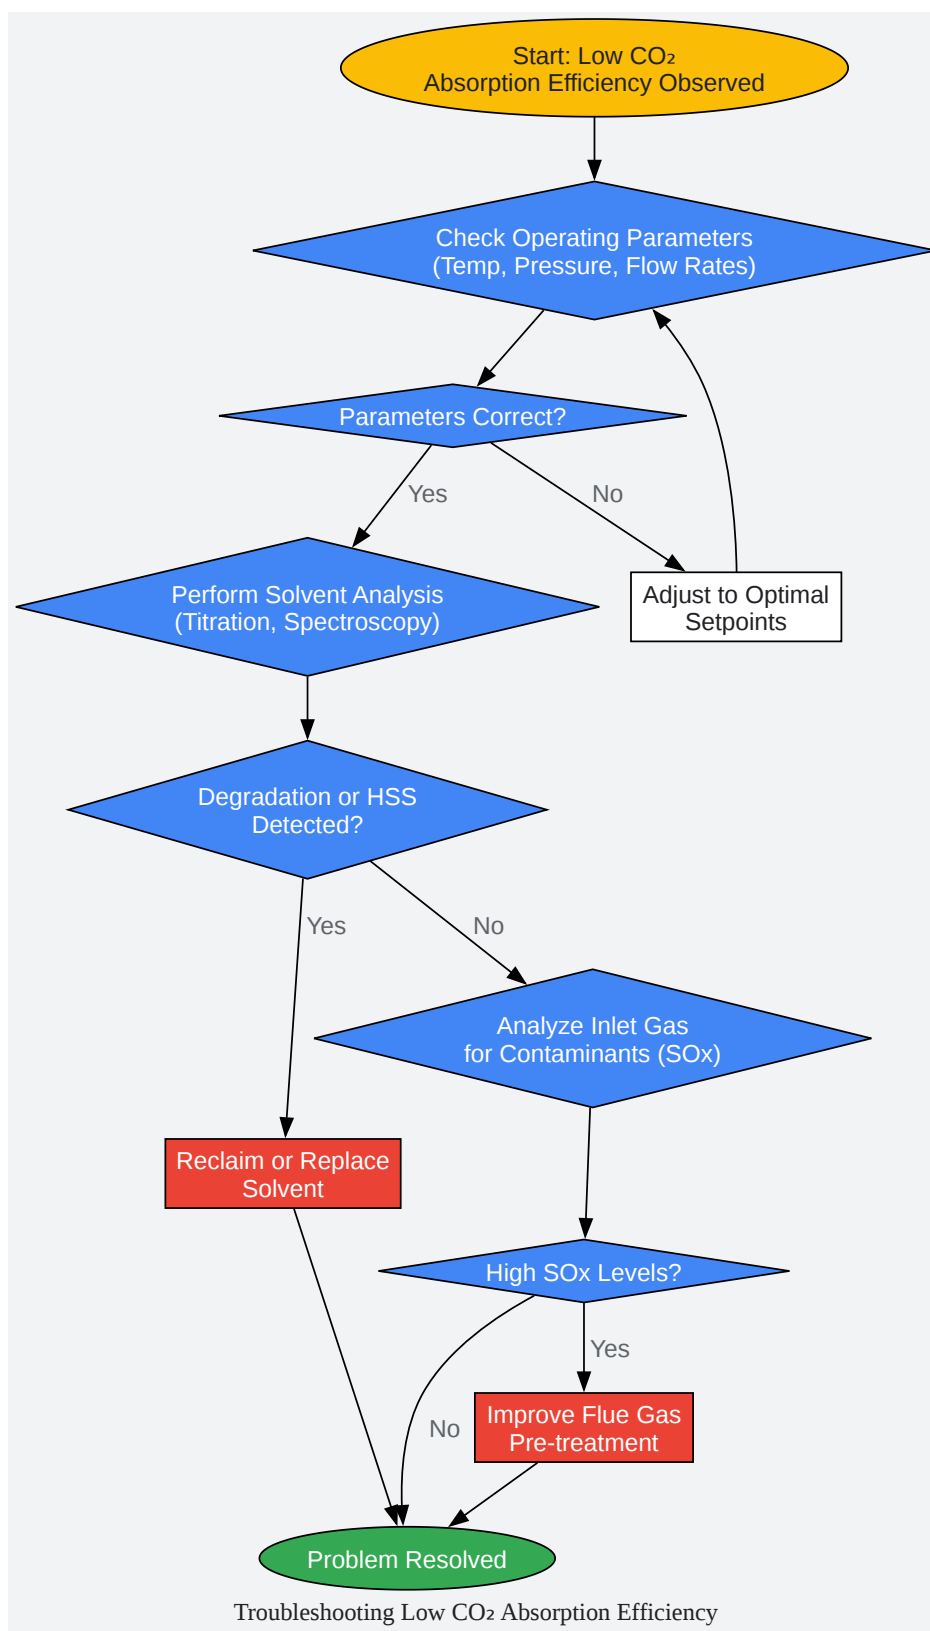 Start: Low CO₂
Absorption Efficiency Observed
Check Operating Parameters
(Temp, Pressure, Flow Rates)
Parameters Correct?
Yes
No
Perform Solvent Analysis
(Titration, Spectroscopy)
Adjust to Optimal
Setpoints
Degradation or HSS
Detected?
Yes
No
Analyze Inlet Gas
for Contaminants (SOx)
Reclaim or Replace
Solvent
High SOx Levels?
Yes
No
Improve Flue Gas
Pre-treatment
Problem Resolved
Troubleshooting Low CO₂ Absorption Efficiency